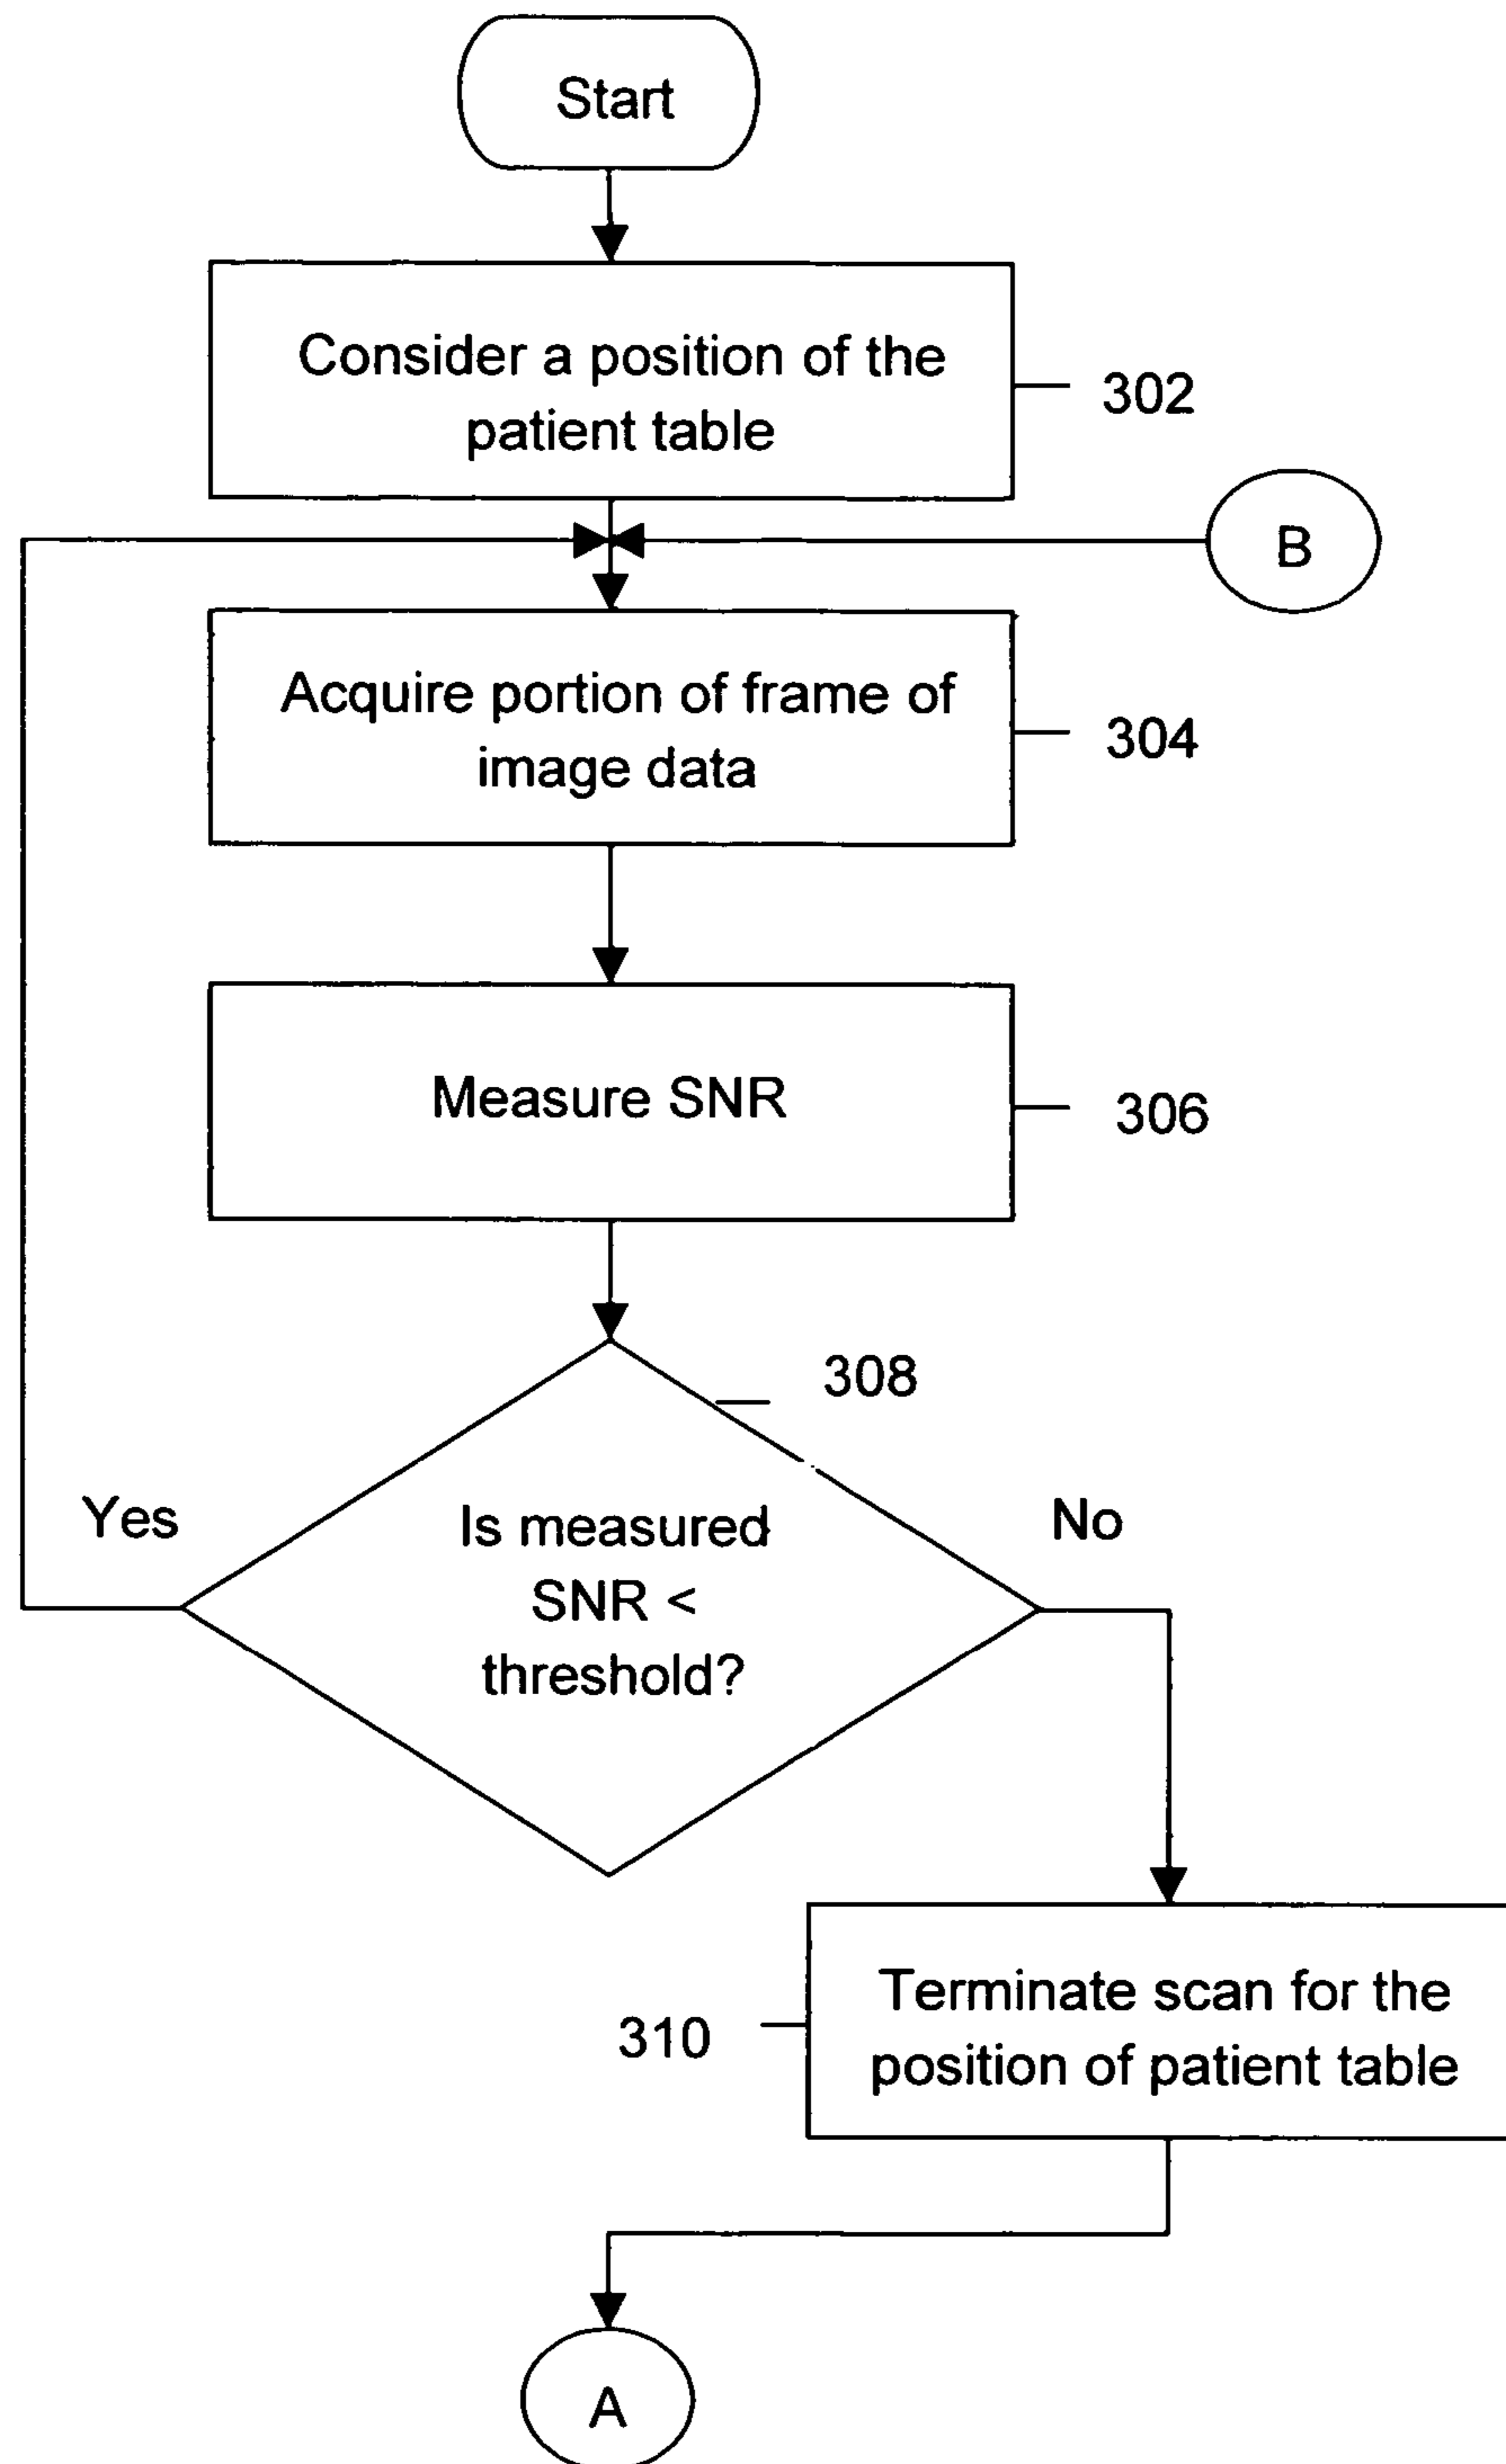 Start
Consider a position of the
patient table
302
B
Acquire portion of frame of
image data
304
Measure SNR
306
308
Yes
Is measured
SNR <
threshold?
No
Terminate scan for the
position of patient table
310
A